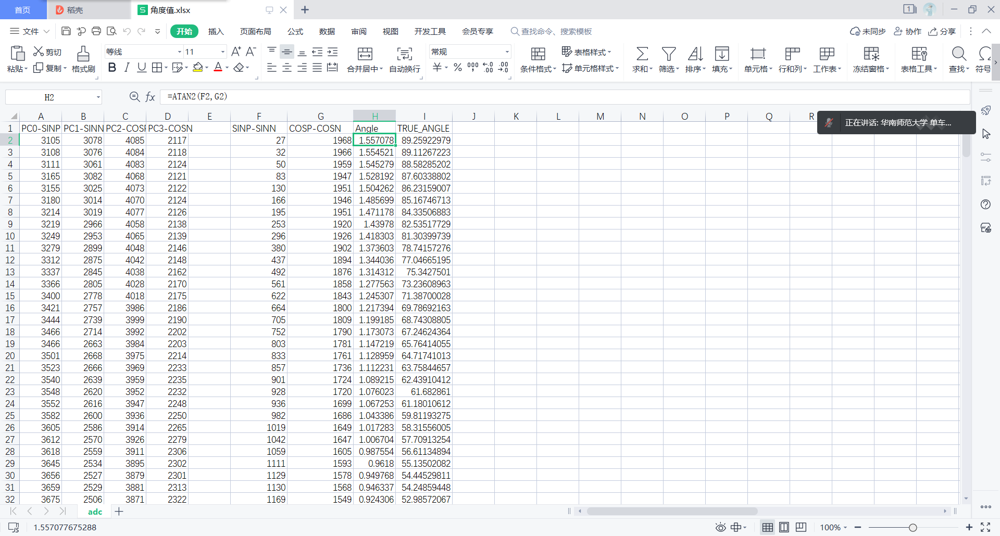 首页 稻壳 S 角度值.xlsx 1
文件 开始 插入 页面布局 公式 数据 审阅 视图 开发工具 会员专享 查找命令、搜索模板 未同步 协作 分享
粘贴 剪切 复制 格式刷 等线 11 A+ A- 合并居中 自动换行 常规 条件格式 表格样式 单元格样式 求和 筛选 排序 填充 单元格 行和列 工作表 冻结窗格 表格工具 查找 符号
B I U A ¥ % 000 ←.0 .00 .00 →.0
H2 fx =ATAN2(F2,G2)
A B C D E F G H I J K L M N O P Q R
正在讲话: 华南师范大学 单车...
1 PC0-SINP PC1-SINN PC2-COSP PC3-COSN SINP-SINN COSP-COSN Angle TRUE_ANGLE
2 3105 3078 4085 2117 27 1968 1.557078 89.25922979
3 3108 3076 4084 2118 32 1966 1.554521 89.11267223
4 3111 3061 4083 2124 50 1959 1.545279 88.58285202
5 3165 3082 4068 2121 83 1947 1.528192 87.60338802
6 3155 3025 4073 2122 130 1951 1.504262 86.23159007
7 3180 3014 4070 2124 166 1946 1.485699 85.16746713
8 3214 3019 4077 2126 195 1951 1.471178 84.33506883
9 3219 2966 4058 2138 253 1920 1.43978 82.53517729
10 3249 2953 4065 2139 296 1926 1.418303 81.30399739
11 3279 2899 4048 2146 380 1902 1.373603 78.74157276
12 3312 2875 4042 2148 437 1894 1.344036 77.04665195
13 3337 2845 4038 2162 492 1876 1.314312 75.3427501
14 3366 2805 4028 2170 561 1858 1.277563 73.23608963
15 3400 2778 4018 2175 622 1843 1.245307 71.38700028
16 3421 2757 3986 2186 664 1800 1.217394 69.78692163
17 3444 2739 3999 2190 705 1809 1.199185 68.74308805
18 3466 2714 3992 2202 752 1790 1.173073 67.24624364
19 3466 2663 3984 2203 803 1781 1.147219 65.76414055
20 3501 2668 3975 2214 833 1761 1.128959 64.71741013
21 3523 2666 3969 2233 857 1736 1.112231 63.75844657
22 3540 2639 3959 2235 901 1724 1.089215 62.43910412
23 3548 2620 3952 2232 928 1720 1.076023 61.682861
24 3552 2616 3947 2248 936 1699 1.067253 61.18010612
25 3582 2600 3936 2250 982 1686 1.043386 59.81193275
26 3605 2586 3914 2265 1019 1649 1.017283 58.31556005
27 3612 2570 3926 2279 1042 1647 1.006704 57.70913254
28 3618 2559 3911 2306 1059 1605 0.987554 56.61134894
29 3645 2534 3895 2302 1111 1593 0.9618 55.13502082
30 3656 2527 3879 2301 1129 1578 0.949768 54.44529811
31 3659 2529 3881 2313 1130 1568 0.946337 54.24859448
32 3675 2506 3871 2322 1169 1549 0.924306 52.98572067
adc
1.557077675288 100%